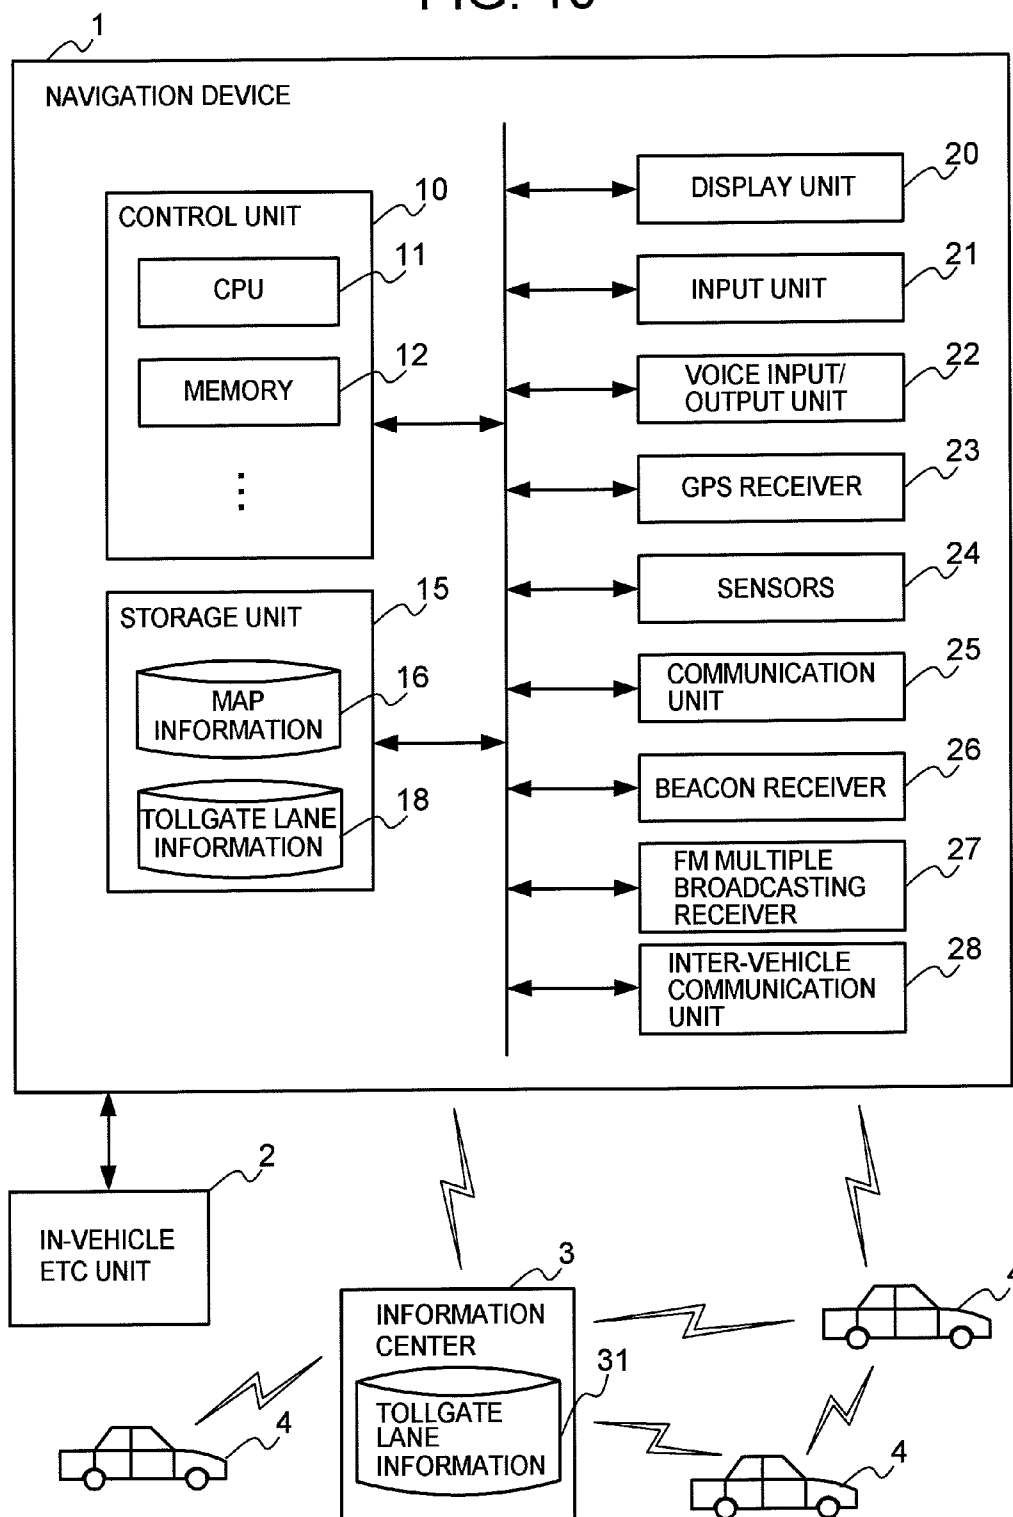 1
NAVIGATION DEVICE
10
CONTROL UNIT
11
CPU
12
MEMORY
15
STORAGE UNIT
16
MAP
INFORMATION
18
TOLLGATE LANE
INFORMATION
20
DISPLAY UNIT
21
INPUT UNIT
22
VOICE INPUT/
OUTPUT UNIT
23
GPS RECEIVER
24
SENSORS
25
COMMUNICATION
UNIT
26
BEACON RECEIVER
27
FM MULTIPLE
BROADCASTING
RECEIVER
28
INTER-VEHICLE
COMMUNICATION
UNIT
2
IN-VEHICLE
ETC UNIT
3
INFORMATION
CENTER
31
TOLLGATE
LANE
INFORMATION
4
4
4